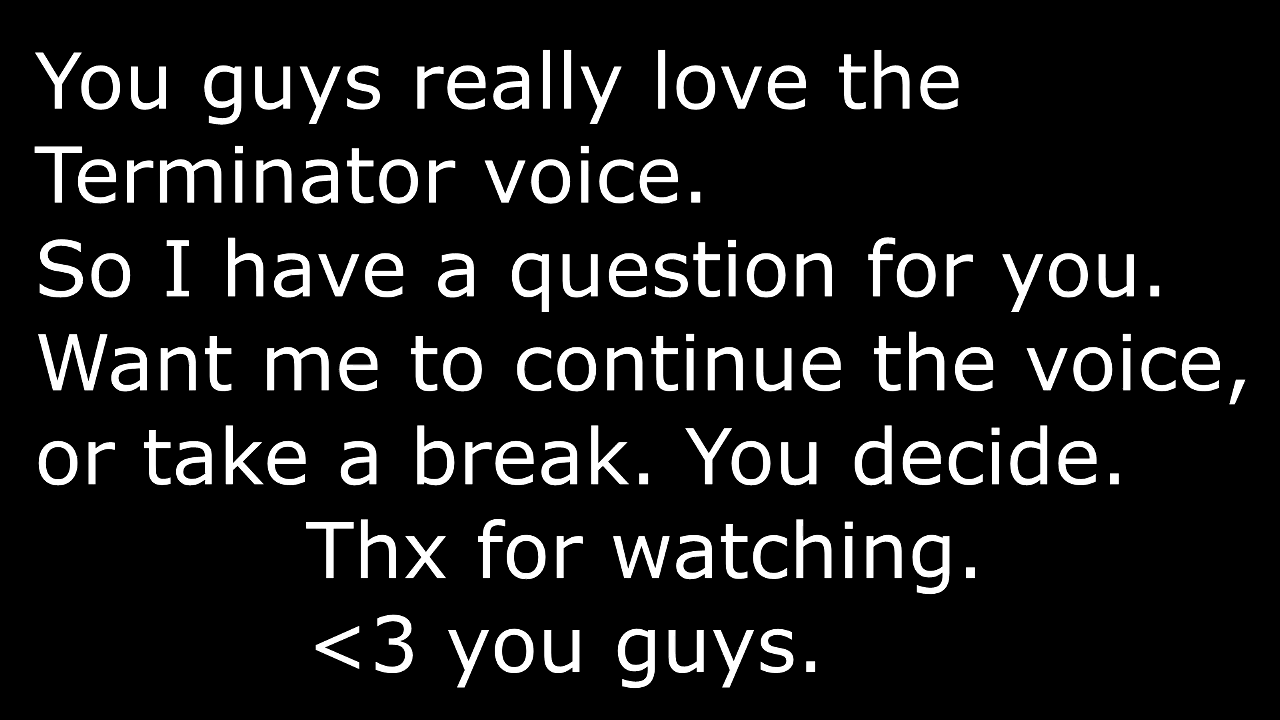 You guys really love the
Terminator voice.
So I have a question for you.
Want me to continue the voice,
or take a break. You decide.
Thx for watching.
<3 you guys.